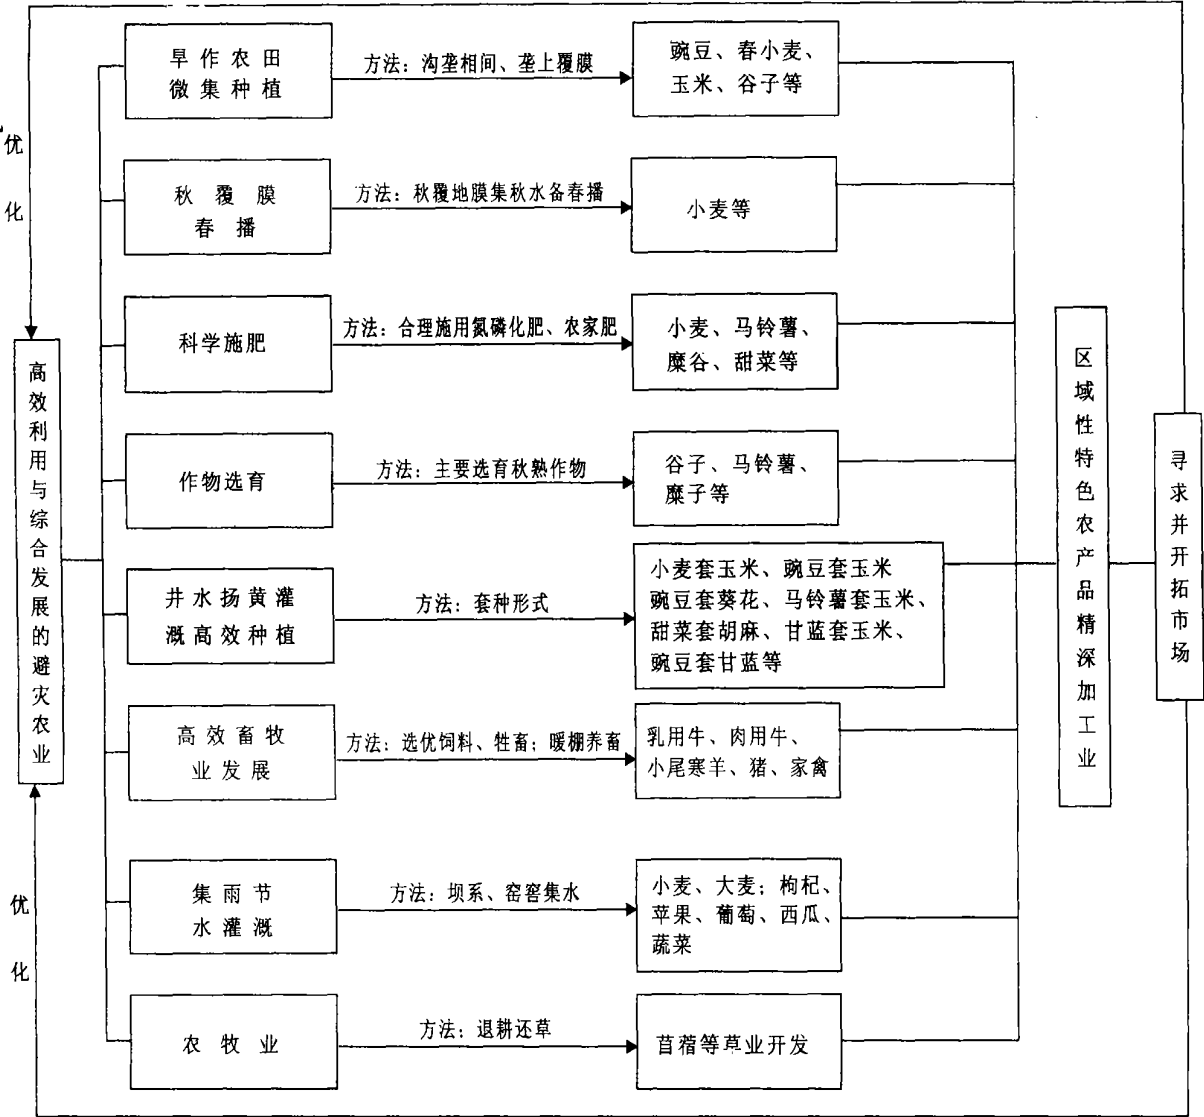 旱作农田
微集种植
方法：沟垄相间、垄上覆膜
豌豆、春小麦、
玉米、谷子等
优化
秋覆膜
春播
方法：秋覆地膜集秋水备春播
小麦等
科学施肥
方法：合理施用氮磷化肥、农家肥
小麦、马铃薯、
糜谷、甜菜等
高效利用与综合发展的避灾农业
作物选育
方法：主要选育秋熟作物
谷子、马铃薯、
糜子等
区域性特色农产品精深加工业
寻求并开拓市场
井水扬黄灌
溉高效种植
方法：套种形式
小麦套玉米、豌豆套玉米
豌豆套葵花、马铃薯套玉米、
甜菜套胡麻、甘蓝套玉米、
豌豆套甘蓝等
高效畜牧
业发展
方法：选优饲料、牲畜；暖棚养畜
乳用牛、肉用牛、
小尾寒羊、猪、家禽
优化
集雨节
水灌溉
方法：坝系、窑窖集水
小麦、大麦；枸杞、
苹果、葡萄、西瓜、
蔬菜
农牧业
方法：退耕还草
苜蓿等草业开发